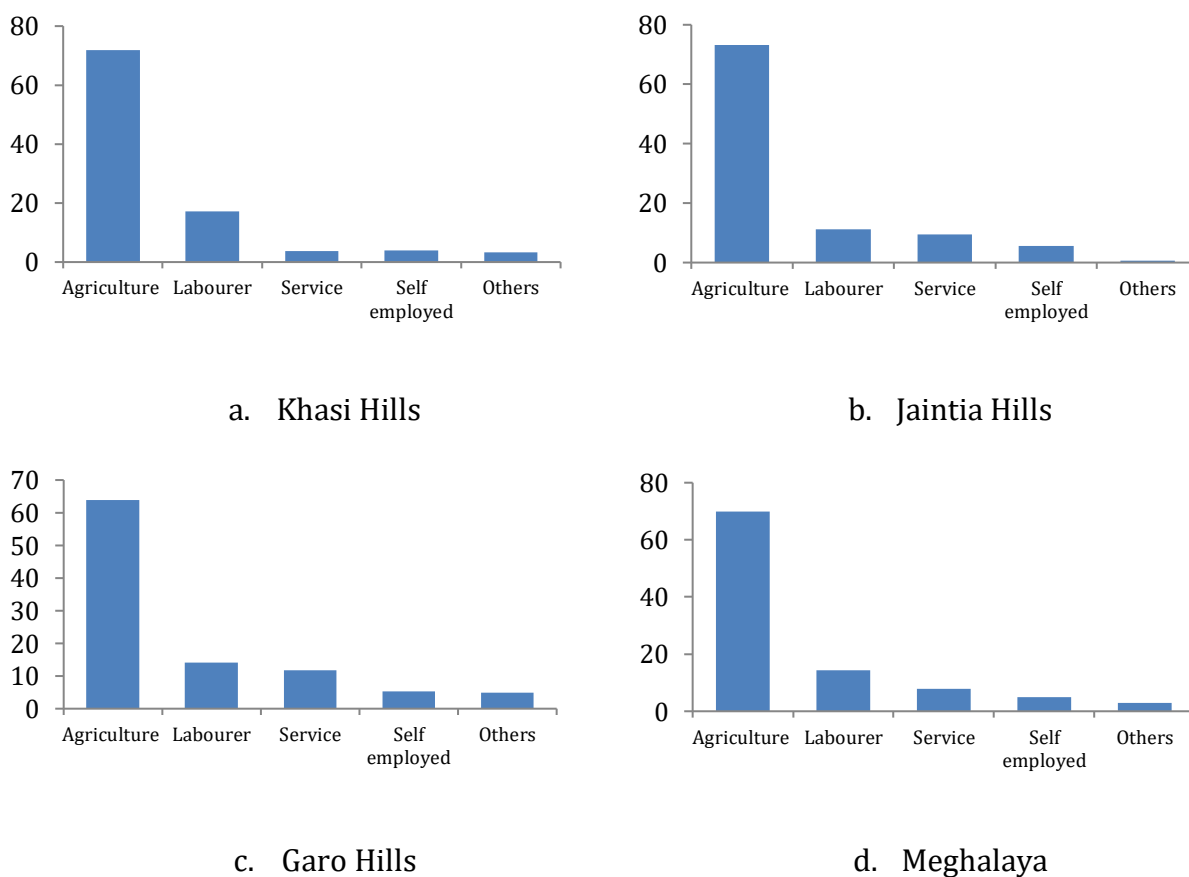 80
60
40
20
0
Agriculture Labourer Service Self employed Others
a. Khasi Hills
80
60
40
20
0
Agriculture Labourer Service Self employed Others
b. Jaintia Hills
70
60
50
40
30
20
10
0
Agriculture Labourer Service Self employed Others
c. Garo Hills
80
60
40
20
0
Agriculture Labourer Service Self employed Others
d. Meghalaya